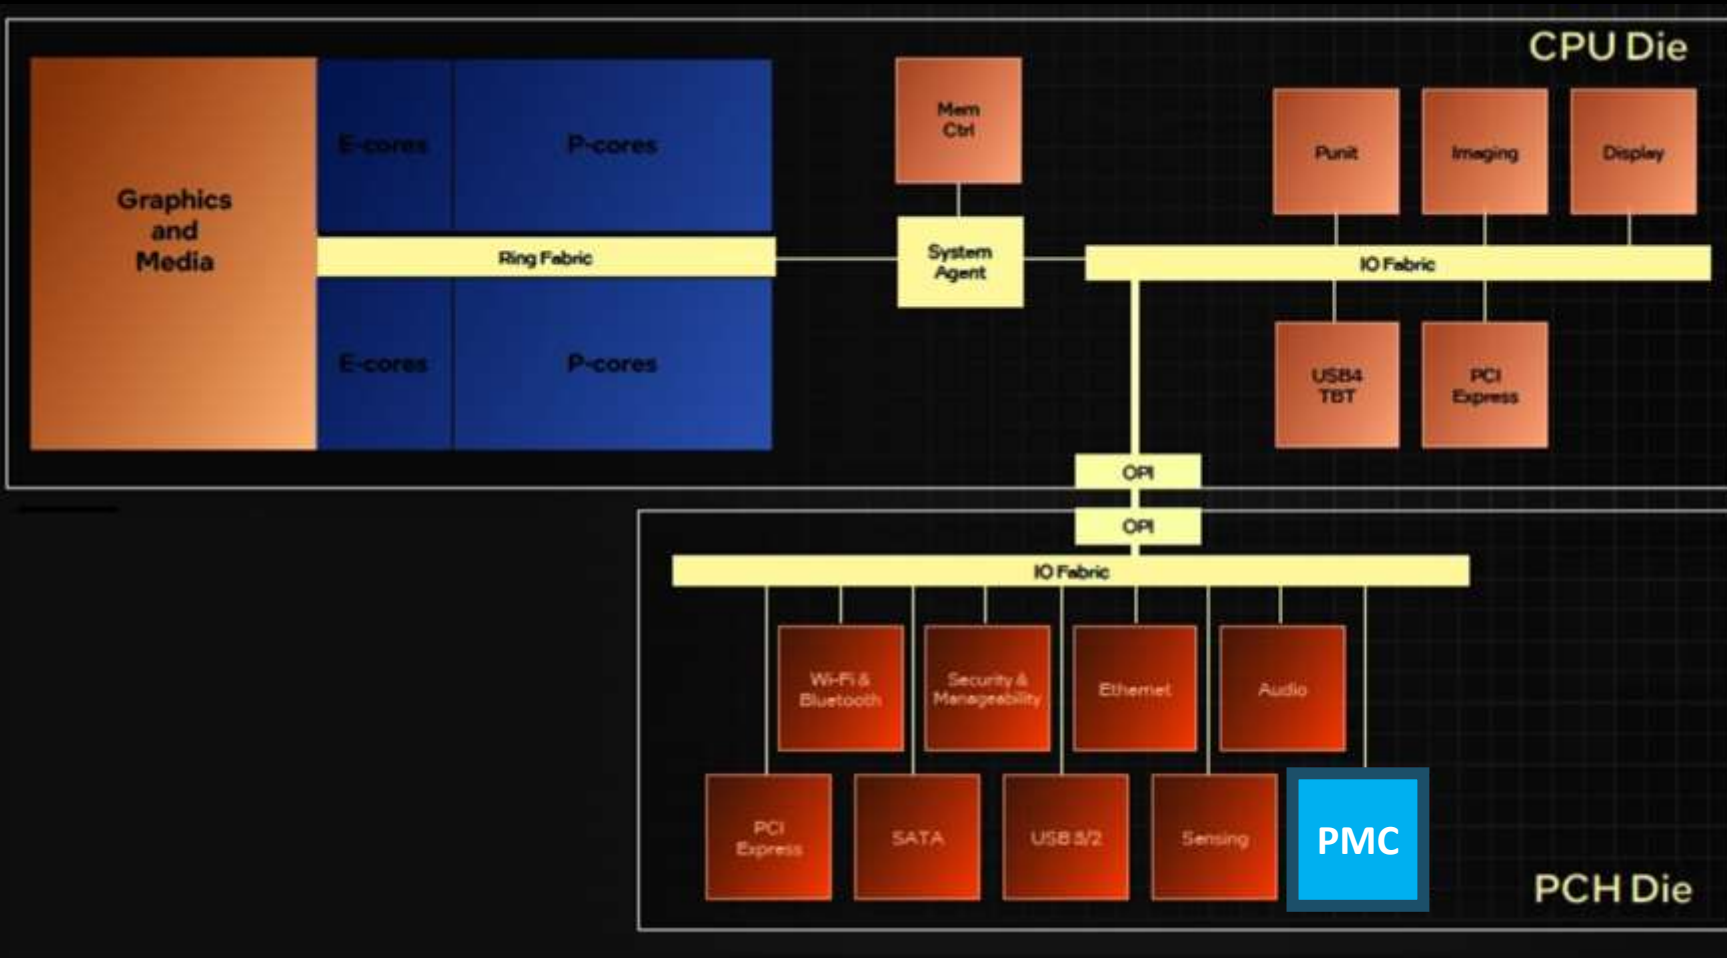 CPU Die
Graphics
and
Media
E-cores
P-cores
Ring Fabric
E-cores
P-cores
Mem
Ctrl
System
Agent
Punit
Imaging
Display
IO Fabric
USB4
TBT
PCI
Express
OPI
OPI
IO Fabric
Wi-Fi &
Bluetooth
Security &
Manageability
Ethernet
Audio
PCI
Express
SATA
USB 3/2
Sensing
PMC
PCH Die